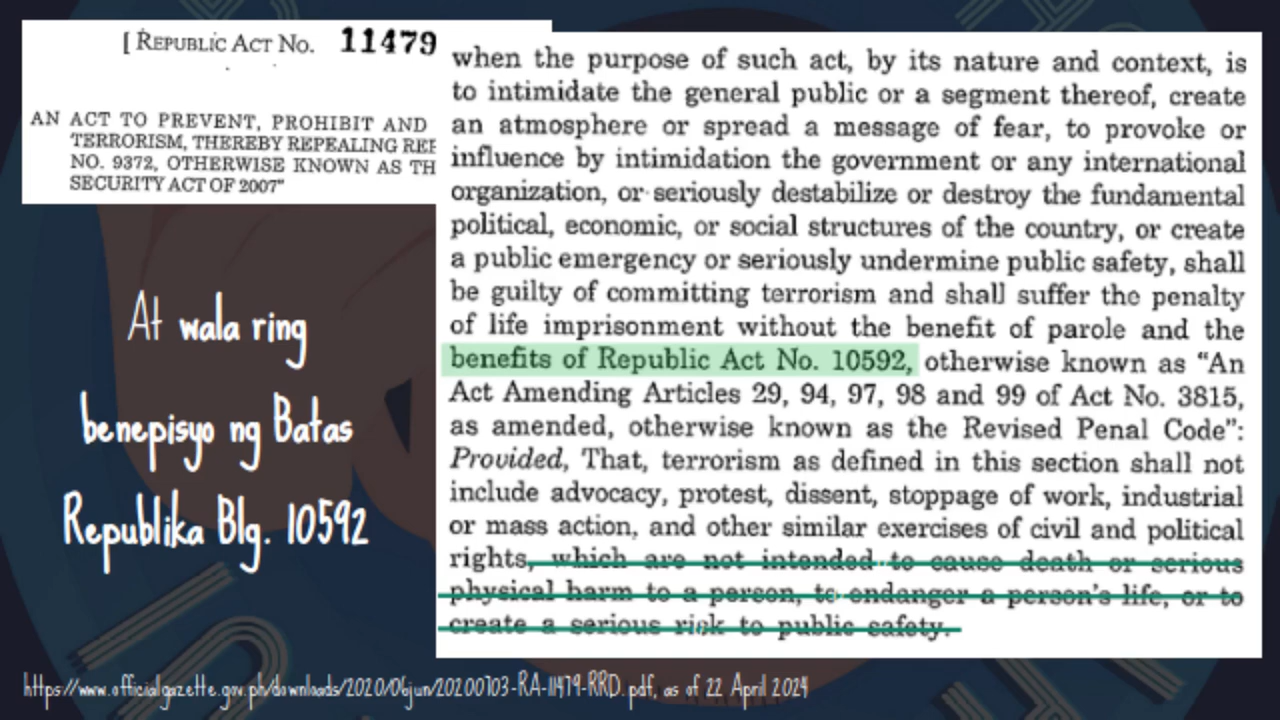 [ REPUBLIC ACT NO. 11479
AN ACT TO PREVENT, PROHIBIT AND
TERRORISM, THEREBY REPEALING REP
NO. 9372, OTHERWISE KNOWN AS TH
SECURITY ACT OF 2007"
when the purpose of such act, by its nature and context, is
to intimidate the general public or a segment thereof, create
an atmosphere or spread a message of fear, to provoke or
influence by intimidation the government or any international
organization, or seriously destabilize or destroy the fundamental
political, economic, or social structures of the country, or create
a public emergency or seriously undermine public safety, shall
be guilty of committing terrorism and shall suffer the penalty
of life imprisonment without the benefit of parole and the
benefits of Republic Act No. 10592, otherwise known as “An
Act Amending Articles 29, 94, 97, 98 and 99 of Act No. 3815,
as amended, otherwise known as the Revised Penal Code”:
Provided, That, terrorism as defined in this section shall not
include advocacy, protest, dissent, stoppage of work, industrial
or mass action, and other similar exercises of civil and political
rights, which are not intended to cause death or serious
physical harm to a person, to endanger a person’s life, or to
create a serious risk to public safety.
At wala ring
benepisyo ng Batas
Republika Blg. 10592
https://www.officialgazette.gov.ph/downloads/2020/06jun/20200703-RA-11479-RRD.pdf, as of 22 April 2024